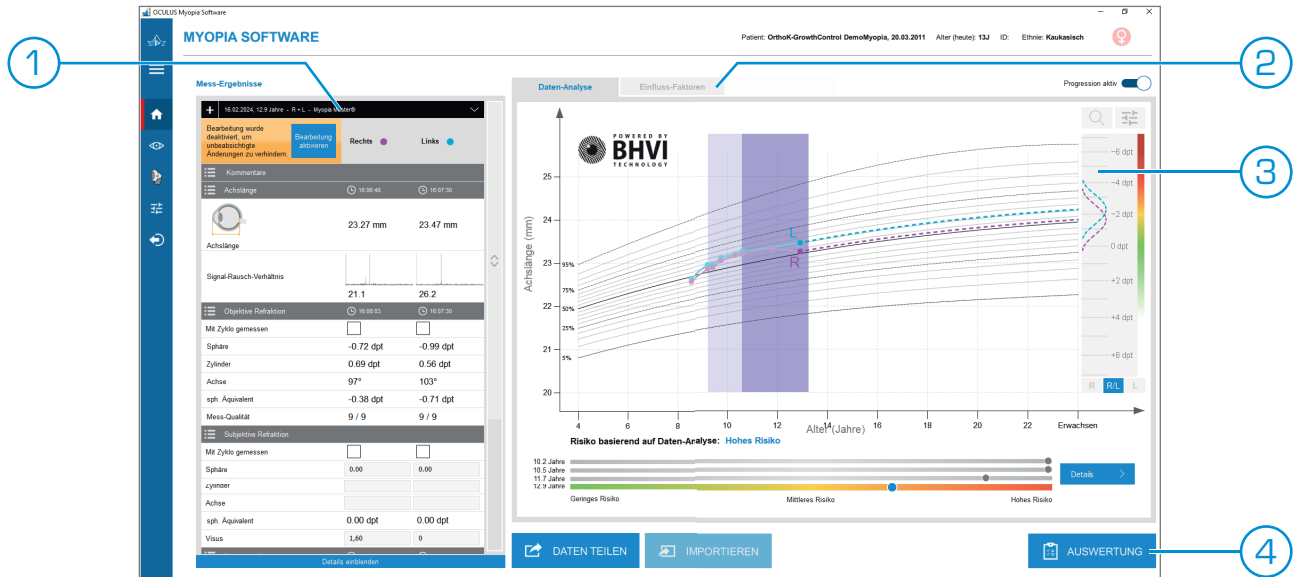 OCULUS Myopia Software
MYOPIA SOFTWARE
Patient: OrthoK-GrowthControl DemoMyopia, 20.03.2011 Alter (heute): 13J ID: Ethnie: Kaukasisch
1
2
3
4
Mess-Ergebnisse
16.02.2024, 12.9 Jahre - R + L - Myopia Master®
Bearbeitung wurde
deaktiviert, um
unbeabsichtigte
Änderungen zu verhindern.
Bearbeitung
aktivieren
Rechts
Links
Kommentare
Achslänge 16:06:46 16:07:30
23.27 mm 23.47 mm
Achslänge
Signal-Rausch-Verhältnis
21.1 26.2
Objektive Refraktion 16:08:03 16:07:30
Mit Zyklo gemessen
Sphäre -0.72 dpt -0.99 dpt
Zylinder 0.69 dpt 0.56 dpt
Achse 97° 103°
sph. Äquivalent -0.38 dpt -0.71 dpt
Mess-Qualität 9 / 9 9 / 9
Subjektive Refraktion
Mit Zyklo gemessen
Sphäre 0.00 0.00
Zylinder
Achse
sph. Äquivalent 0.00 dpt 0.00 dpt
Visus 1,60 0
Details einblenden
Daten-Analyse
Einfluss-Faktoren
Progression aktiv
POWERED BY
BHVI
TECHNOLOGY
Achslänge (mm)
25
24
23
22
21
20
95%
75%
50%
25%
5%
L
R
-6 dpt
-4 dpt
-2 dpt
0 dpt
+2 dpt
+4 dpt
+6 dpt
R R/L L
4 6 8 10 12 14 16 18 20 22 Erwachsen
Alter (Jahre)
Risiko basierend auf Daten-Analyse: Hohes Risiko
10.2 Jahre
10.5 Jahre
11.7 Jahre
12.9 Jahre
Geringes Risiko Mittleres Risiko Hohes Risiko
Details
DATEN TEILEN
IMPORTIEREN
AUSWERTUNG